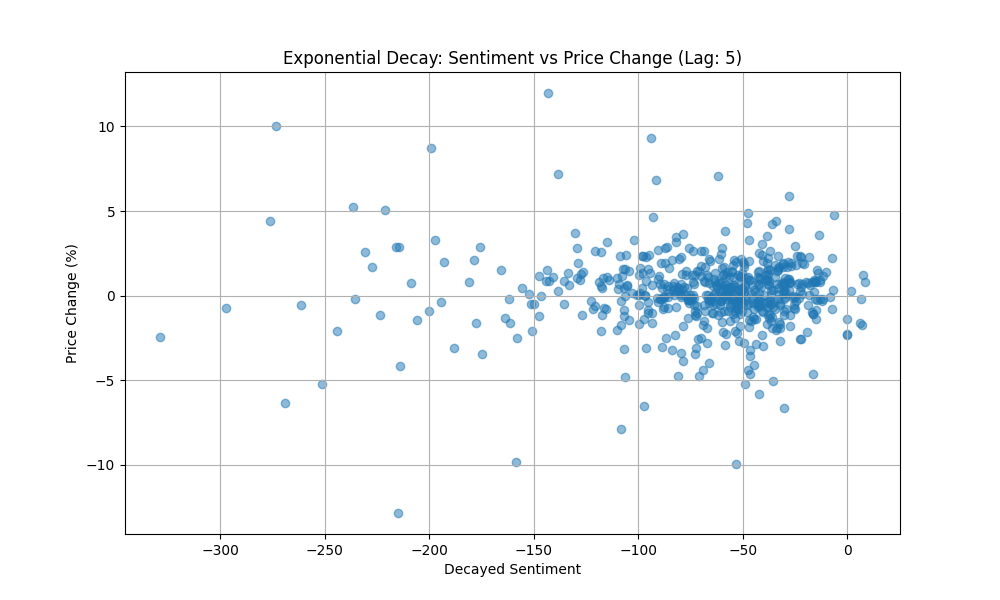 Exponential Decay: Sentiment vs Price Change (Lag: 5)
Price Change (%)
10
5
0
−5
−10
−300 −250 −200 −150 −100 −50 0
Decayed Sentiment